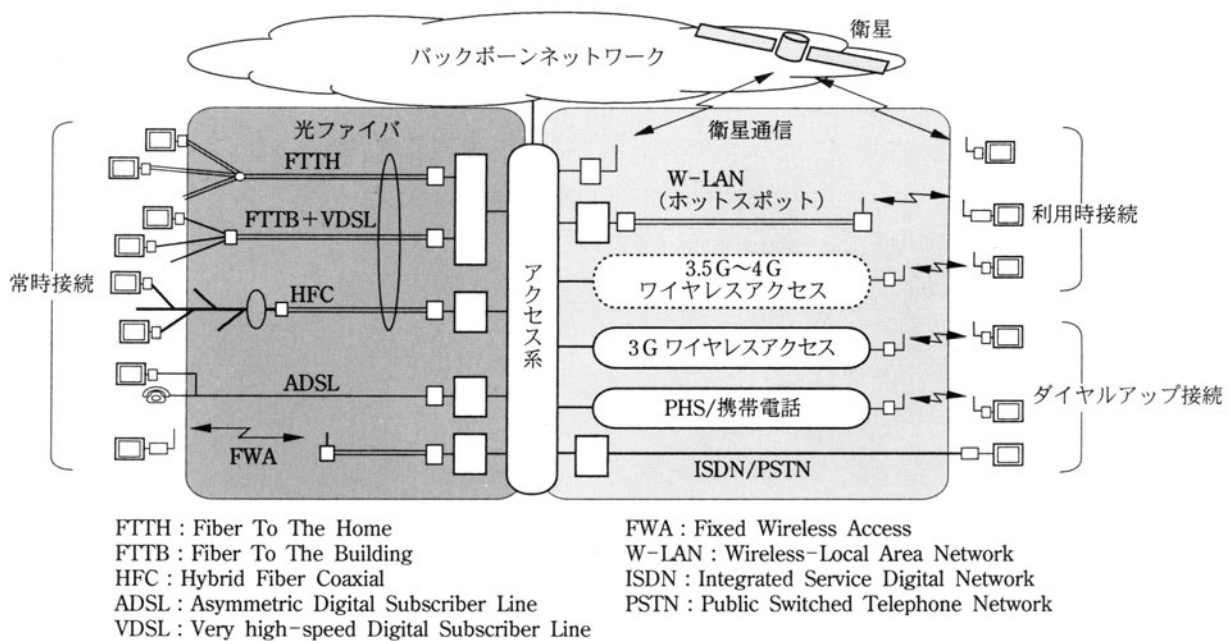 衛星
バックボーンネットワーク
光ファイバ
衛星通信
FTTH
W-LAN
(ホットスポット)
FTTB+VDSL
利用時接続
常時接続
アクセス系
3.5G~4G
ワイヤレスアクセス
HFC
3Gワイヤレスアクセス
ADSL
PHS/携帯電話
ダイヤルアップ接続
FWA
ISDN/PSTN
FTTH : Fiber To The Home
FTTB : Fiber To The Building
HFC : Hybrid Fiber Coaxial
ADSL : Asymmetric Digital Subscriber Line
VDSL : Very high-speed Digital Subscriber Line
FWA : Fixed Wireless Access
W-LAN : Wireless-Local Area Network
ISDN : Integrated Service Digital Network
PSTN : Public Switched Telephone Network